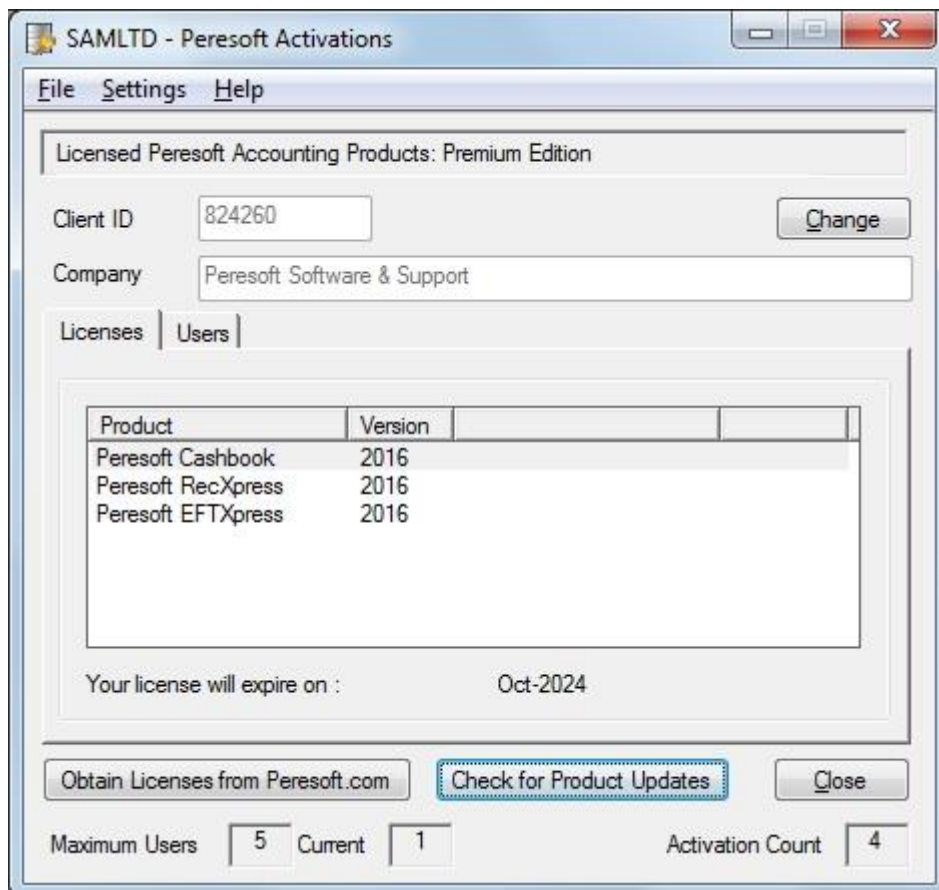 SAMLTD - Peresoft Activations
File Settings Help
Licensed Peresoft Accounting Products: Premium Edition
Client ID 824260 Change
Company Peresoft Software & Support
Licenses Users
Product Version
Peresoft Cashbook 2016
Peresoft RecXpress 2016
Peresoft EFTXpress 2016
Your license will expire on : Oct-2024
Obtain Licenses from Peresoft.com Check for Product Updates Close
Maximum Users 5 Current 1 Activation Count 4